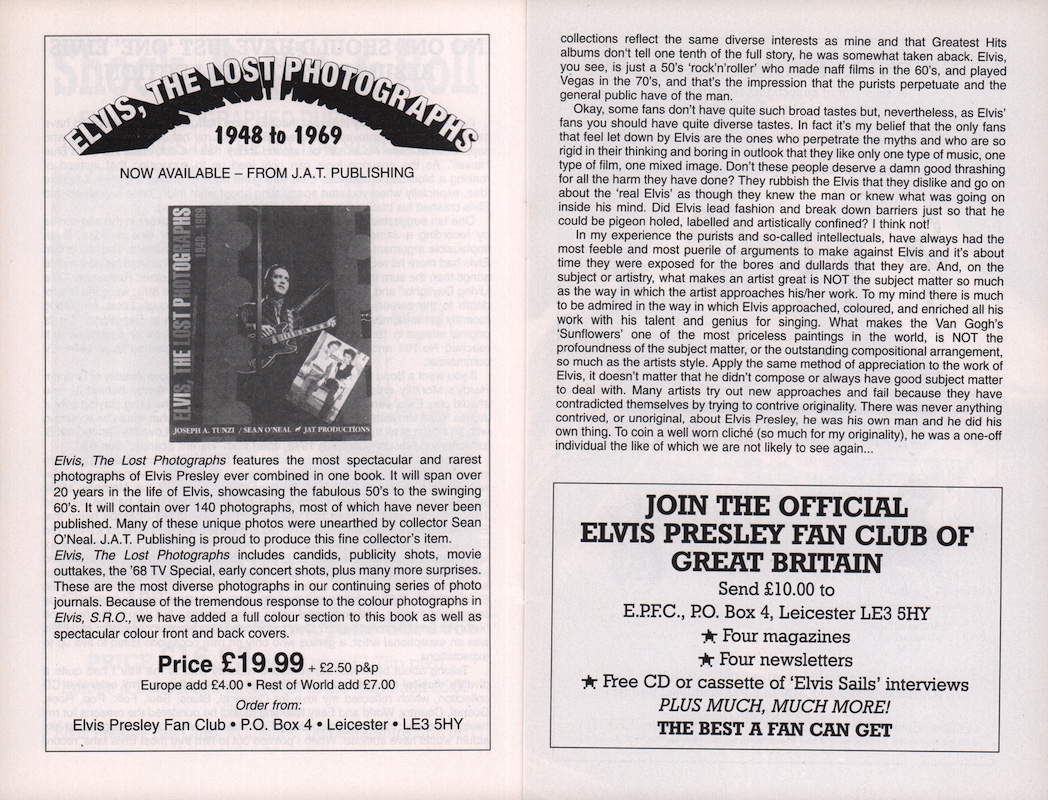 ELVIS, THE LOST PHOTOGRAPHS
1948 to 1969
NOW AVAILABLE – FROM J.A.T. PUBLISHING
ELVIS, THE LOST PHOTOGRAPHS
1948–1969
JOSEPH A. TUNZI / SEAN O'NEAL JAT PRODUCTIONS
Elvis, The Lost Photographs features the most spectacular and rarest
photographs of Elvis Presley ever combined in one book. It will span over
20 years in the life of Elvis, showcasing the fabulous 50's to the swinging
60's. It will contain over 140 photographs, most of which have never been
published. Many of these unique photos were unearthed by collector Sean
O'Neal. J.A.T. Publishing is proud to produce this fine collector's item.
Elvis, The Lost Photographs includes candids, publicity shots, movie
outtakes, the '68 TV Special, early concert shots, plus many more surprises.
These are the most diverse photographs in our continuing series of photo
journals. Because of the tremendous response to the colour photographs in
Elvis, S.R.O., we have added a full colour section to this book as well as
spectacular colour front and back covers.
Price £19.99 + £2.50 p&p
Europe add £4.00 • Rest of World add £7.00
Order from:
Elvis Presley Fan Club • P.O. Box 4 • Leicester • LE3 5HY
collections reflect the same diverse interests as mine and that Greatest Hits
albums don't tell one tenth of the full story, he was somewhat taken aback. Elvis,
you see, is just a 50's 'rock'n'roller' who made naff films in the 60's, and played
Vegas in the 70's, and that's the impression that the purists perpetuate and the
general public have of the man.
Okay, some fans don't have quite such broad tastes but, nevertheless, as Elvis'
fans you should have quite diverse tastes. In fact it's my belief that the only fans
that feel let down by Elvis are the ones who perpetrate the myths and who are so
rigid in their thinking and boring in outlook that they like only one type of music, one
type of film, one mixed image. Don't these people deserve a damn good thrashing
for all the harm they have done? They rubbish the Elvis that they dislike and go on
about the 'real Elvis' as though they knew the man or knew what was going on
inside his mind. Did Elvis lead fashion and break down barriers just so that he
could be pigeon holed, labelled and artistically confined? I think not!
In my experience the purists and so-called intellectuals, have always had the
most feeble and most puerile of arguments to make against Elvis and it's about
time they were exposed for the bores and dullards that they are. And, on the
subject or artistry, what makes an artist great is NOT the subject matter so much
as the way in which the artist approaches his/her work. To my mind there is much
to be admired in the way in which Elvis approached, coloured, and enriched all his
work with his talent and genius for singing. What makes the Van Gogh's
'Sunflowers' one of the most priceless paintings in the world, is NOT the
profoundness of the subject matter, or the outstanding compositional arrangement,
so much as the artists style. Apply the same method of appreciation to the work of
Elvis, it doesn't matter that he didn't compose or always have good subject matter
to deal with. Many artists try out new approaches and fail because they have
contradicted themselves by trying to contrive originality. There was never anything
contrived, or unoriginal, about Elvis Presley, he was his own man and he did his
own thing. To coin a well worn cliché (so much for my originality), he was a one-off
individual the like of which we are not likely to see again...
JOIN THE OFFICIAL
ELVIS PRESLEY FAN CLUB OF
GREAT BRITAIN
Send £10.00 to
E.P.F.C., P.O. Box 4, Leicester LE3 5HY
★ Four magazines
★ Four newsletters
★ Free CD or cassette of 'Elvis Sails' interviews
PLUS MUCH, MUCH MORE!
THE BEST A FAN CAN GET